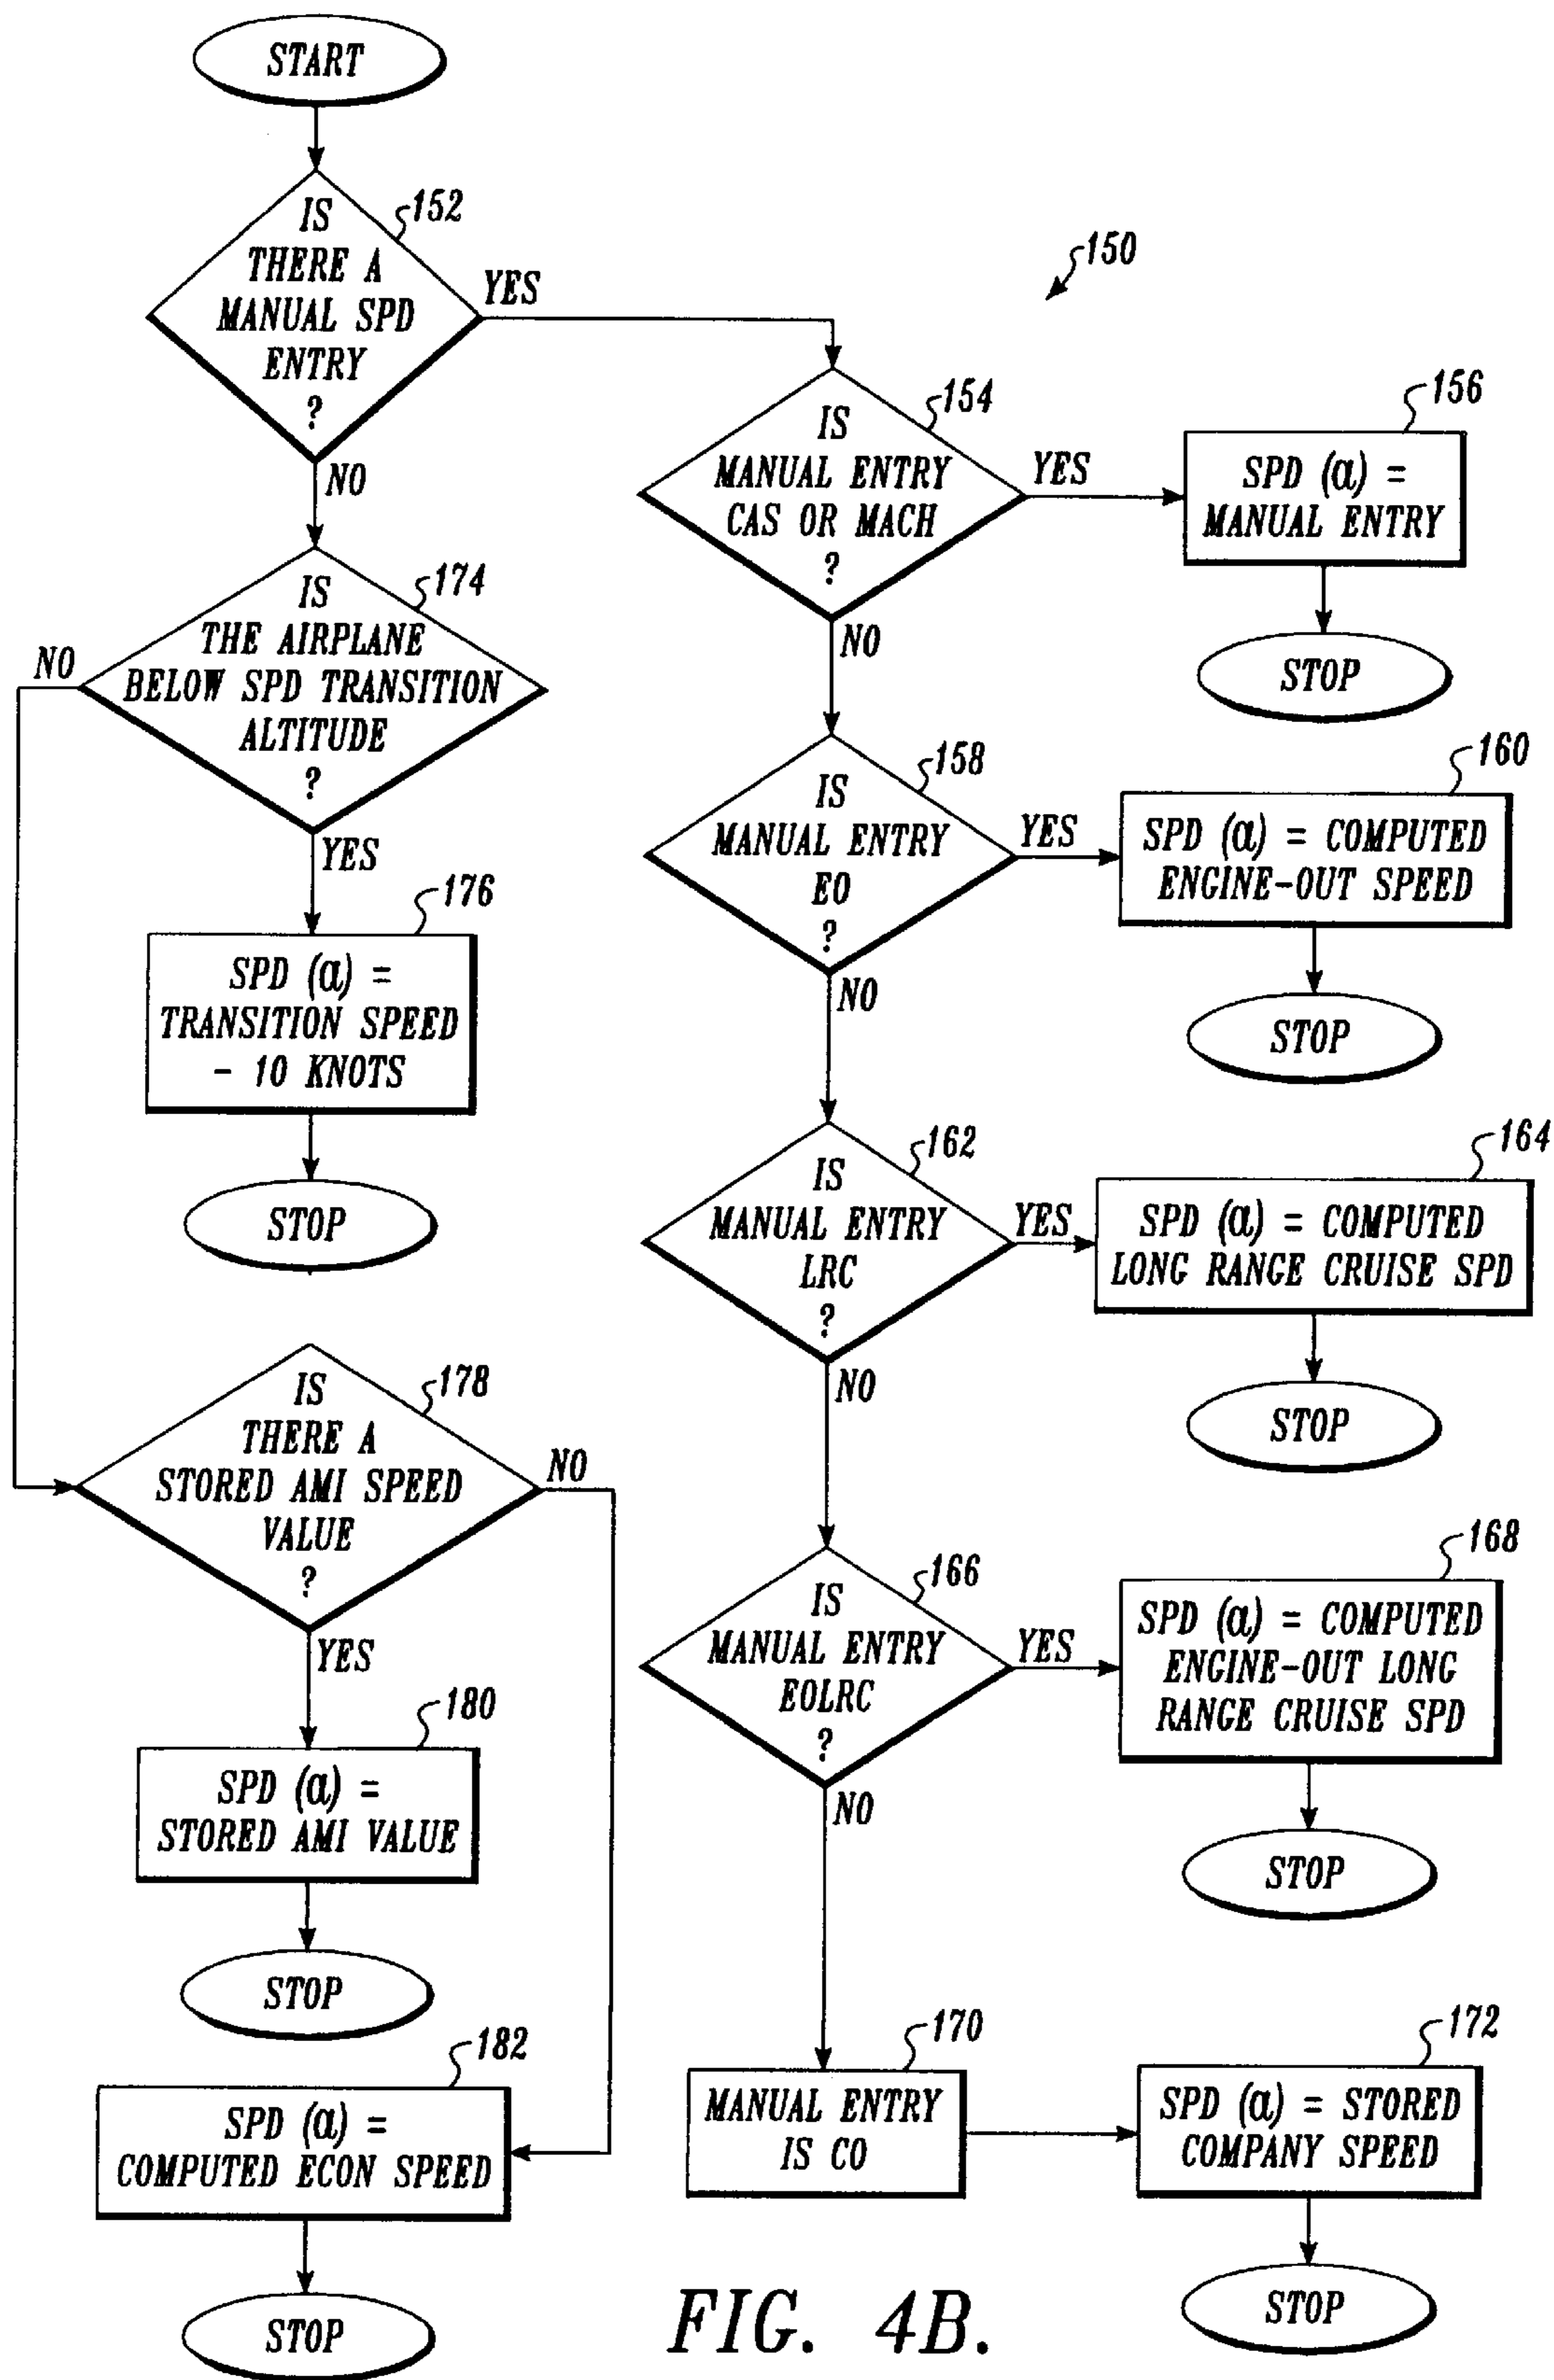 START
IS
THERE A
MANUAL SPD
ENTRY
?
152
YES
NO
150
IS
MANUAL ENTRY
CAS OR MACH
?
154
YES
NO
156
SPD (a) =
MANUAL ENTRY
STOP
IS
THE AIRPLANE
BELOW SPD TRANSITION
ALTITUDE
?
174
NO
YES
176
SPD (a) =
TRANSITION SPEED
- 10 KNOTS
STOP
IS
MANUAL ENTRY
EO
?
158
YES
NO
160
SPD (a) = COMPUTED
ENGINE-OUT SPEED
STOP
IS
MANUAL ENTRY
LRC
?
162
YES
NO
164
SPD (a) = COMPUTED
LONG RANGE CRUISE SPD
STOP
IS
THERE A
STORED AMI SPEED
VALUE
?
178
NO
YES
180
SPD (a) =
STORED AMI VALUE
STOP
182
SPD (a) =
COMPUTED ECON SPEED
STOP
IS
MANUAL ENTRY
EOLRC
?
166
YES
NO
168
SPD (a) = COMPUTED
ENGINE-OUT LONG
RANGE CRUISE SPD
STOP
170
MANUAL ENTRY
IS CO
172
SPD (a) = STORED
COMPANY SPEED
STOP
FIG. 4B.